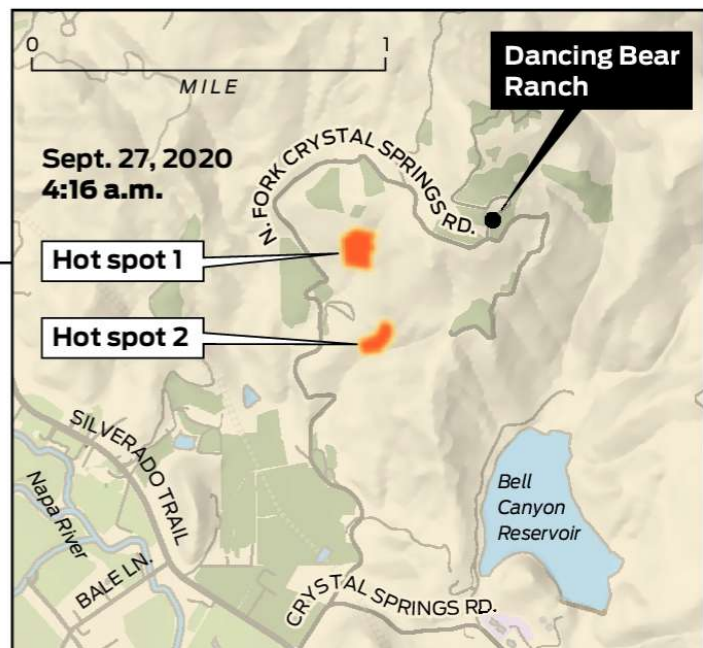 0 1
MILE
Dancing Bear
Ranch
Sept. 27, 2020
4:16 a.m.
N. FORK CRYSTAL SPRINGS RD.
Hot spot 1
Hot spot 2
SILVERADO TRAIL
Napa River
BALE LN.
Bell
Canyon
Reservoir
CRYSTAL SPRINGS RD.